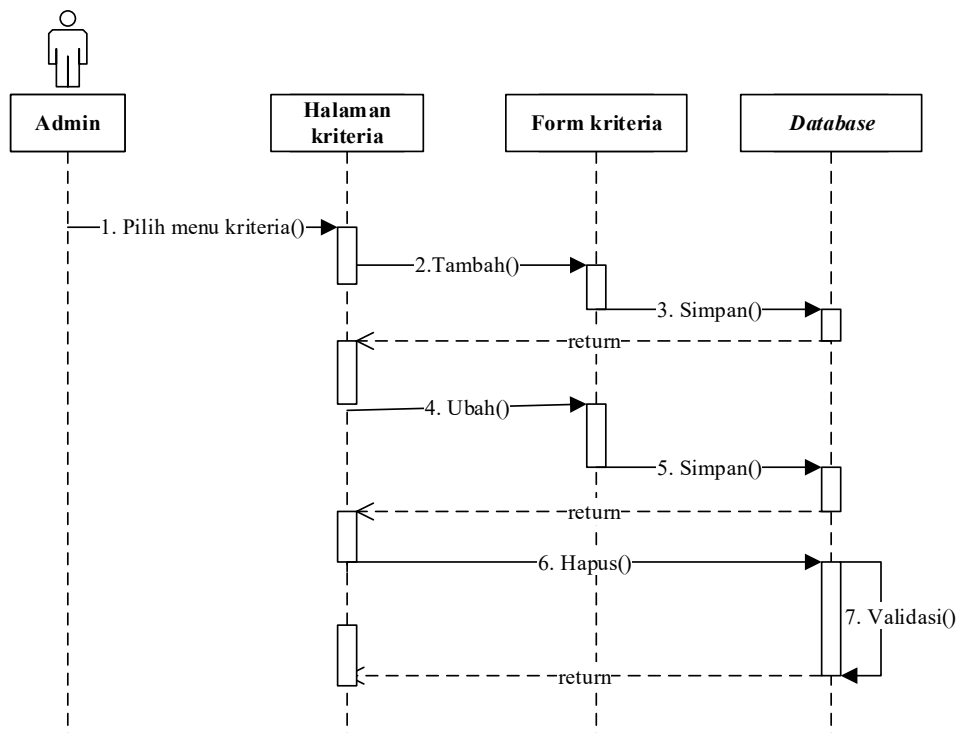 Admin
Halaman
kriteria
Form kriteria
Database
1. Pilih menu kriteria()
2.Tambah()
3. Simpan()
return
4. Ubah()
5. Simpan()
return
6. Hapus()
7. Validasi()
return